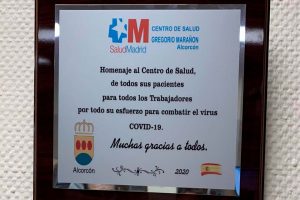 CENTRO DE SALUD
GREGORIO MARAÑÓN
SaludMadrid
Alcorcón
Homenaje al Centro de Salud,
de todos sus pacientes
para todos los Trabajadores
por todo su esfuerzo para combatir el virus
COVID-19.
Muchas gracias a todos.
Alcorcón
2020